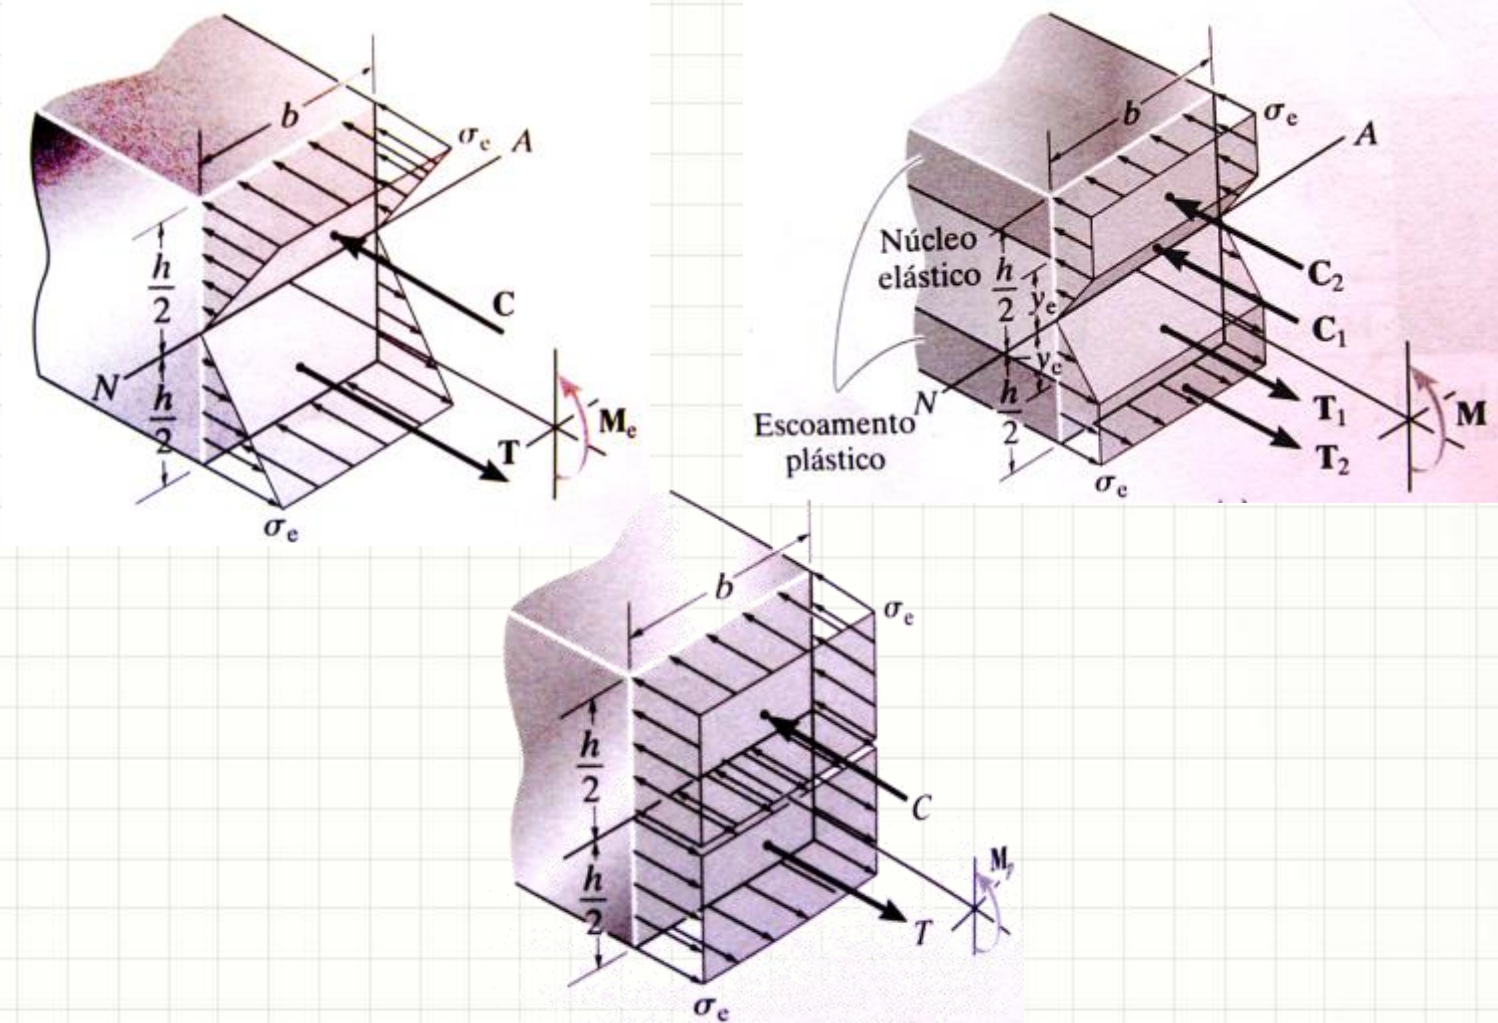 b
σe
A
h
2
C
N
h
2
T
Me
σe
b
σe
A
Núcleo
elástico
h
2
ye
C2
C1
ye
N
h
2
T1
M
Escoamento
plástico
T2
σe
b
σe
h
2
C
Mp
h
2
T
σe